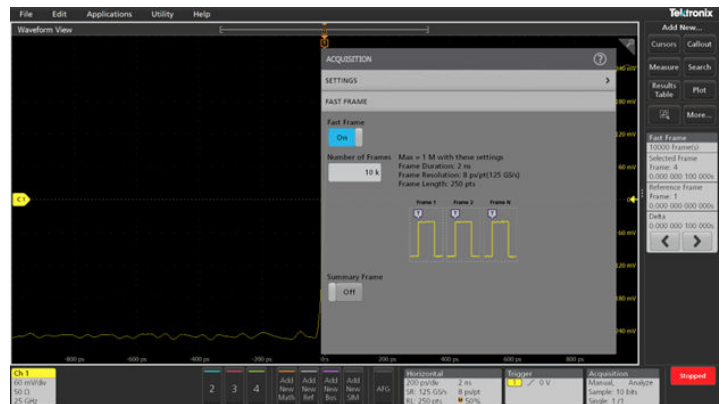 File Edit Applications Utility Help
Tektronix
Waveform View
Add New...
Cursors Callout
Measure Search
Results Table Plot
More...
ACQUISITION ?
SETTINGS >
FAST FRAME
Fast Frame
On
Number of Frames
10 k
Max = 1 M with these settings
Frame Duration: 2 ns
Frame Resolution: 8 ps/pt(125 GS/s)
Frame Length: 250 pts
Frame 1 Frame 2 Frame N
Summary Frame
Off
Fast Frame
10000 frame(s)
Selected Frame
Frame: 4
0.000 000 100 000s
Reference Frame
Frame: 1
0.000 000 000 000s
Delta
0.000 000 100 000s
C1
240 mV
180 mV
120 mV
60 mV
-60 mV
-120 mV
-180 mV
-240 mV
-800 ps -600 ps -400 ps -200 ps 0 s 200 ps 400 ps 600 ps 800 ps
Ch 1
60 mV/div
50 Ω
25 GHz
2 3 4
Add New Math
Add New Ref
Add New Bus
Add New SIM
AFG
Horizontal
200 ps/div 2 ns
SR: 125 GS/s 8 ps/pt
RL: 250 pts 50%
Trigger
1 0 V
Acquisition
Manual, Analyze
Sample: 10 bits
Single: 1 /1
Stopped